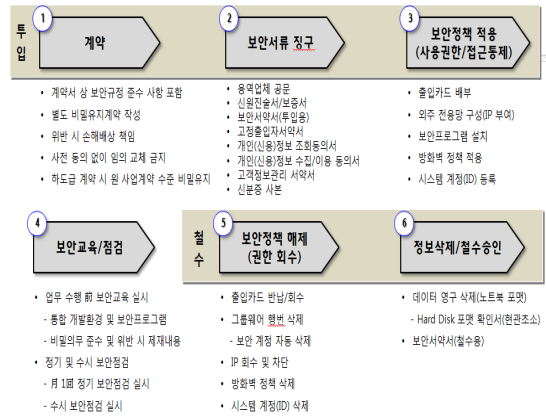 투입
1
계약
2
보안서류 징구
3
보안정책 적용
(사용권한/접근통제)
• 계약서 상 보안규정 준수 사항 포함
• 별도 비밀유지계약 작성
• 위반 시 손해배상 책임
• 사전 동의 없이 임의 교체 금지
• 하도급 계약 시 원 사업계약 수준 비밀유지
• 용역업체 공문
• 신원진술서/보증서
• 보안서약서(투입용)
• 고정출입자서약서
• 개인(신용)정보 조회동의서
• 개인(신용)정보 수집/이용 동의서
• 고객정보관리 서약서
• 신분증 사본
• 출입카드 배부
• 외주 전용망 구성(IP 부여)
• 보안프로그램 설치
• 방화벽 정책 적용
• 시스템 계정(ID) 등록
4
보안교육/점검
철수
5
보안정책 해제
(권한 회수)
6
정보삭제/철수승인
• 업무 수행 前 보안교육 실시
- 통합 개발환경 및 보안프로그램
- 비밀의무 준수 및 위반 시 제재내용
• 정기 및 수시 보안점검
- 月 1回 정기 보안점검 실시
- 수시 보안점검 실시
• 출입카드 반납/회수
• 그룹웨어 행번 삭제
- 보안 계정 자동 삭제
• IP 회수 및 차단
• 방화벽 정책 삭제
• 시스템 계정(ID) 삭제
• 데이터 영구 삭제(노트북 포맷)
- Hard Disk 포맷 확인서(현관조소)
• 보안서약서(철수용)